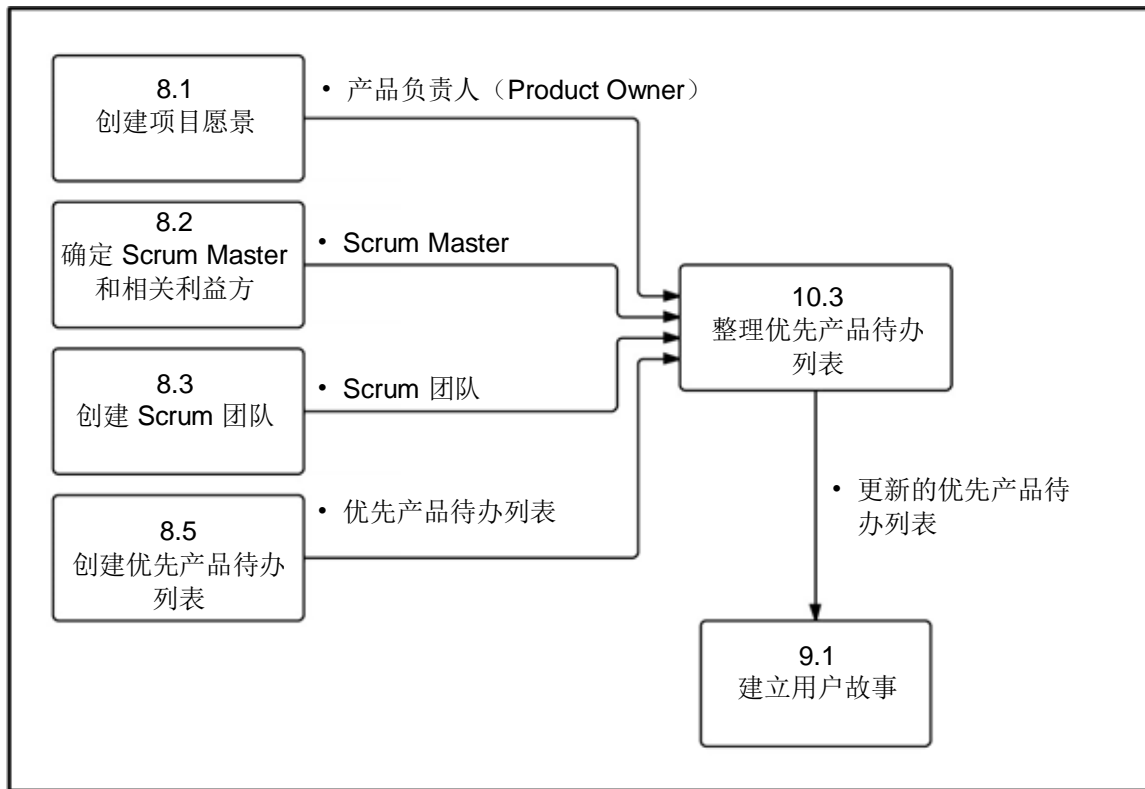 8.1
创建项目愿景
• 产品负责人（Product Owner）
8.2
确定 Scrum Master
和相关利益方
• Scrum Master
8.3
创建 Scrum 团队
• Scrum 团队
8.5
创建优先产品待办
列表
• 优先产品待办列表
10.3
整理优先产品待办
列表
• 更新的优先产品待
办列表
9.1
建立用户故事